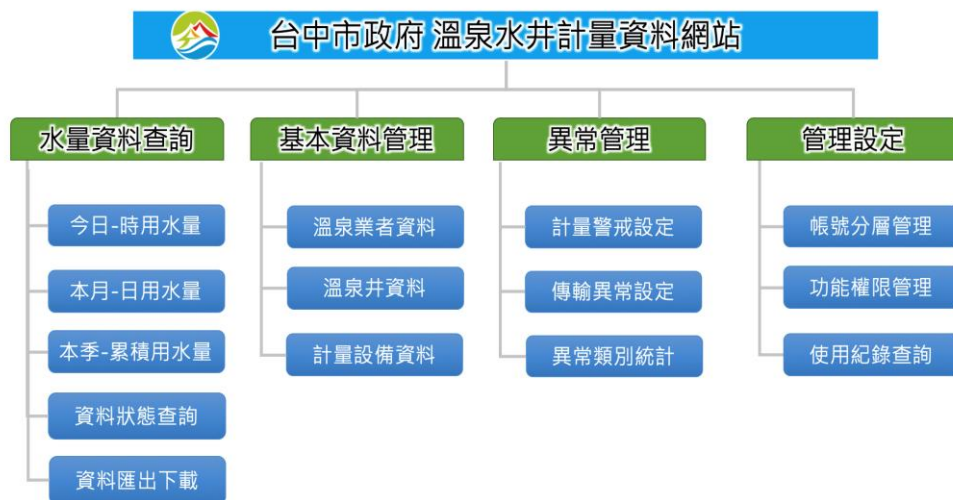 台中市政府 溫泉水井計量資料網站
水量資料查詢
今日-時用水量
本月-日用水量
本季-累積用水量
資料狀態查詢
資料匯出下載
基本資料管理
溫泉業者資料
溫泉井資料
計量設備資料
異常管理
計量警戒設定
傳輸異常設定
異常類別統計
管理設定
帳號分層管理
功能權限管理
使用紀錄查詢